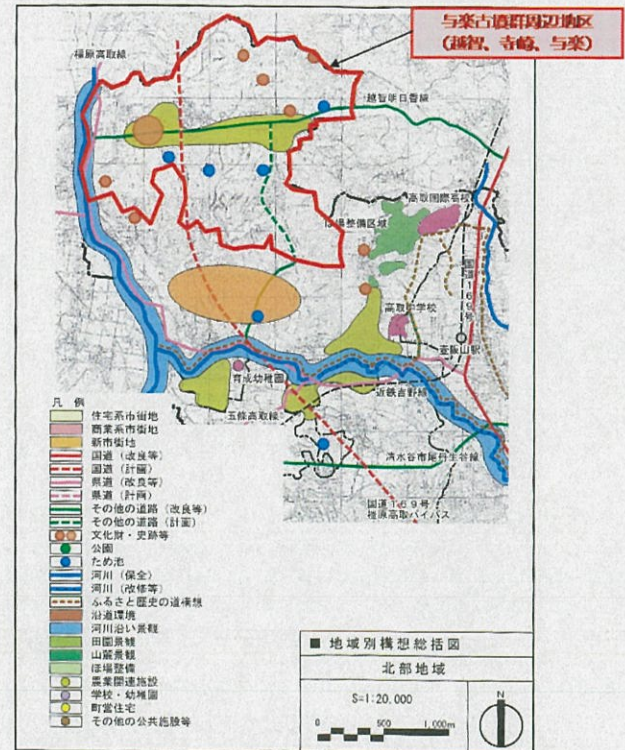 与楽古墳群周辺地区
(越智、寺崎、与楽)
橿原高取線
越智明日香線
高取国際高校
ほ場整備区域
国道169号
高取中学校
壺阪山駅
育成幼稚園
近鉄吉野線
五條高取線
清水谷市尾丹生谷線
国道169号
橿原高取バイパス
凡例
住宅系市街地
商業系市街地
新市街地
国道(改良等)
国道(計画)
県道(改良等)
県道(計画)
その他の道路(改良等)
その他の道路(計画)
文化財・史跡等
公園
ため池
河川(保全)
河川(改修等)
ふるさと歴史の道構想
沿道環境
河川沿い景観
田園景観
山麓景観
ほ場整備
農業関連施設
学校・幼稚園
町営住宅
その他の公共施設等
■ 地域別構想総括図
北部地域
S=1:20,000
0 500 1,000m
N